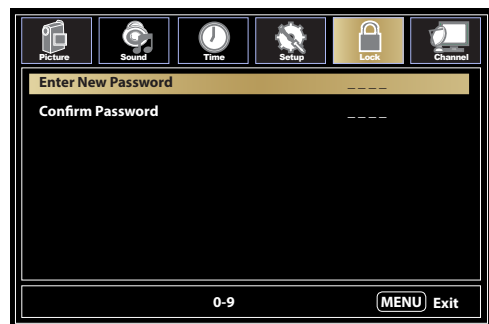 Picture Sound Time Setup Lock Channel
Enter New Password _ _ _ _
Confirm Password _ _ _ _
0-9 MENU Exit